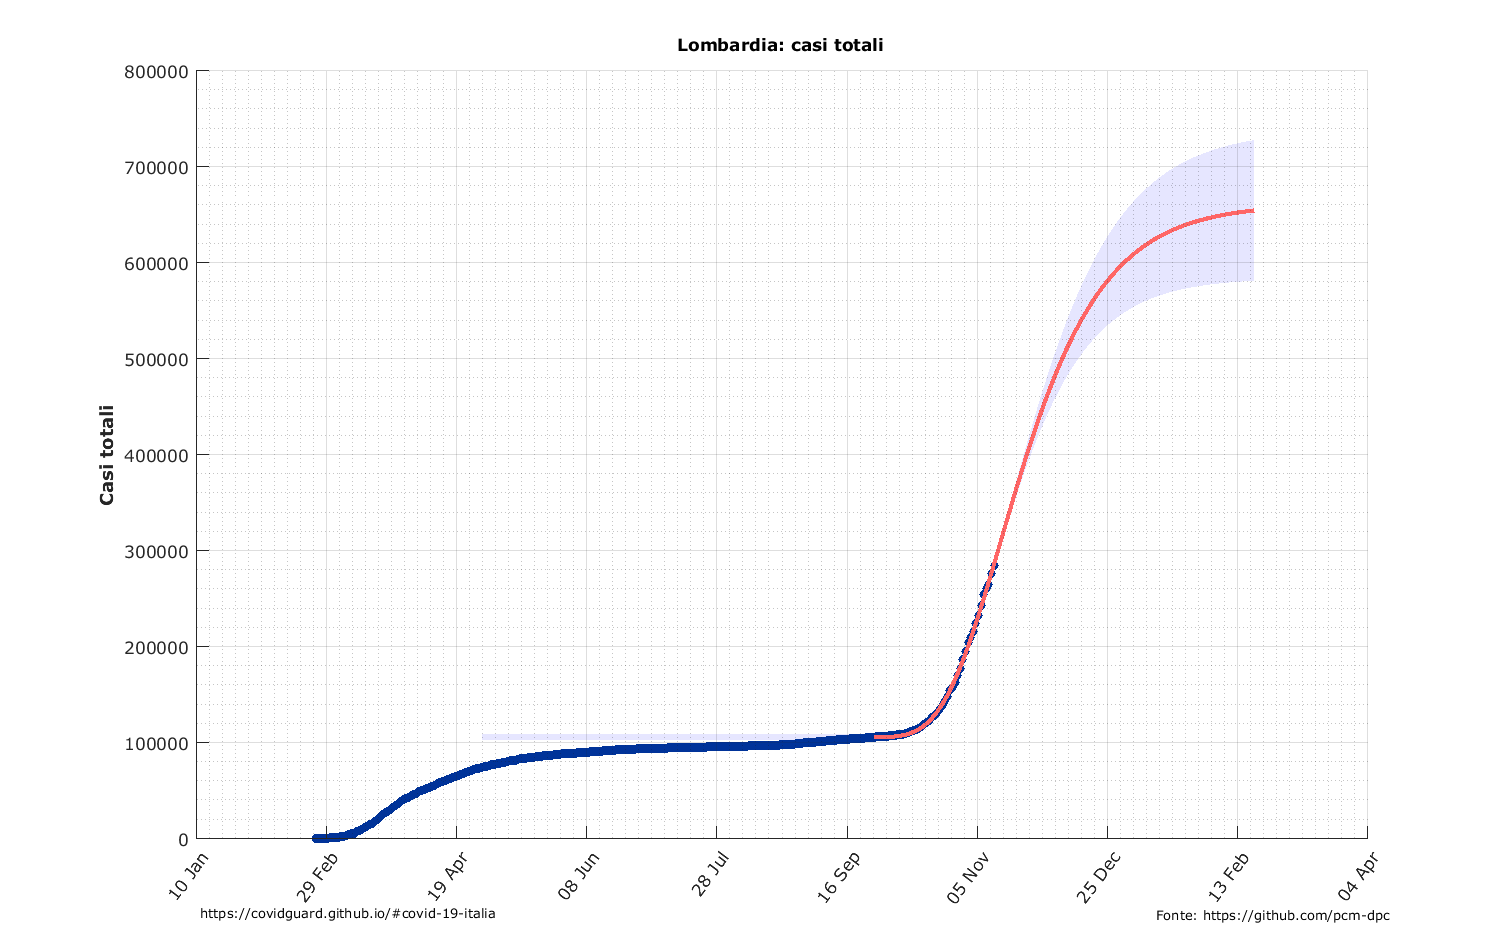 Lombardia: casi totali
800000
700000
600000
500000
400000
300000
200000
100000
0
Casi totali
10 Jan
29 Feb
19 Apr
08 Jun
28 Jul
16 Sep
05 Nov
25 Dec
13 Feb
04 Apr
https://covidguard.github.io/#covid-19-italia
Fonte: https://github.com/pcm-dpc